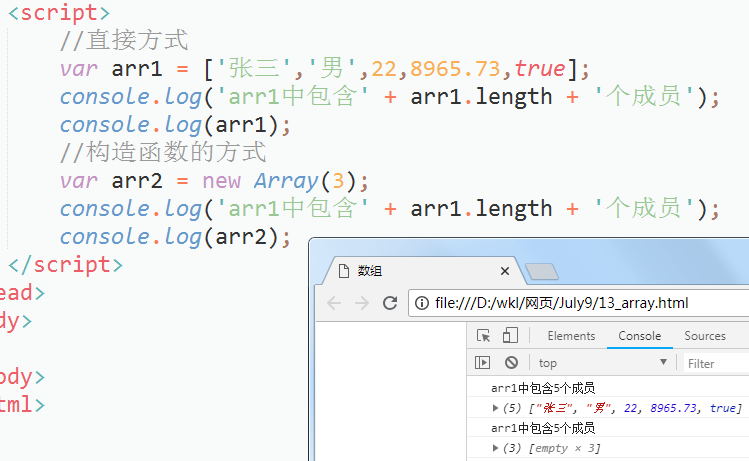 <script>
//直接方式
var arr1 = ['张三','男',22,8965.73,true];
console.log('arr1中包含' + arr1.length + '个成员');
console.log(arr1);
//构造函数的方式
var arr2 = new Array(3);
console.log('arr1中包含' + arr1.length + '个成员');
console.log(arr2);
</script>
ead>
dy>
ody>
tml>
数组
file:///D:/wkl/网页/July9/13_array.html
Elements Console Sources
top Filter
arr1中包含5个成员
(5) ["张三", "男", 22, 8965.73, true]
arr1中包含5个成员
(3) [empty × 3]